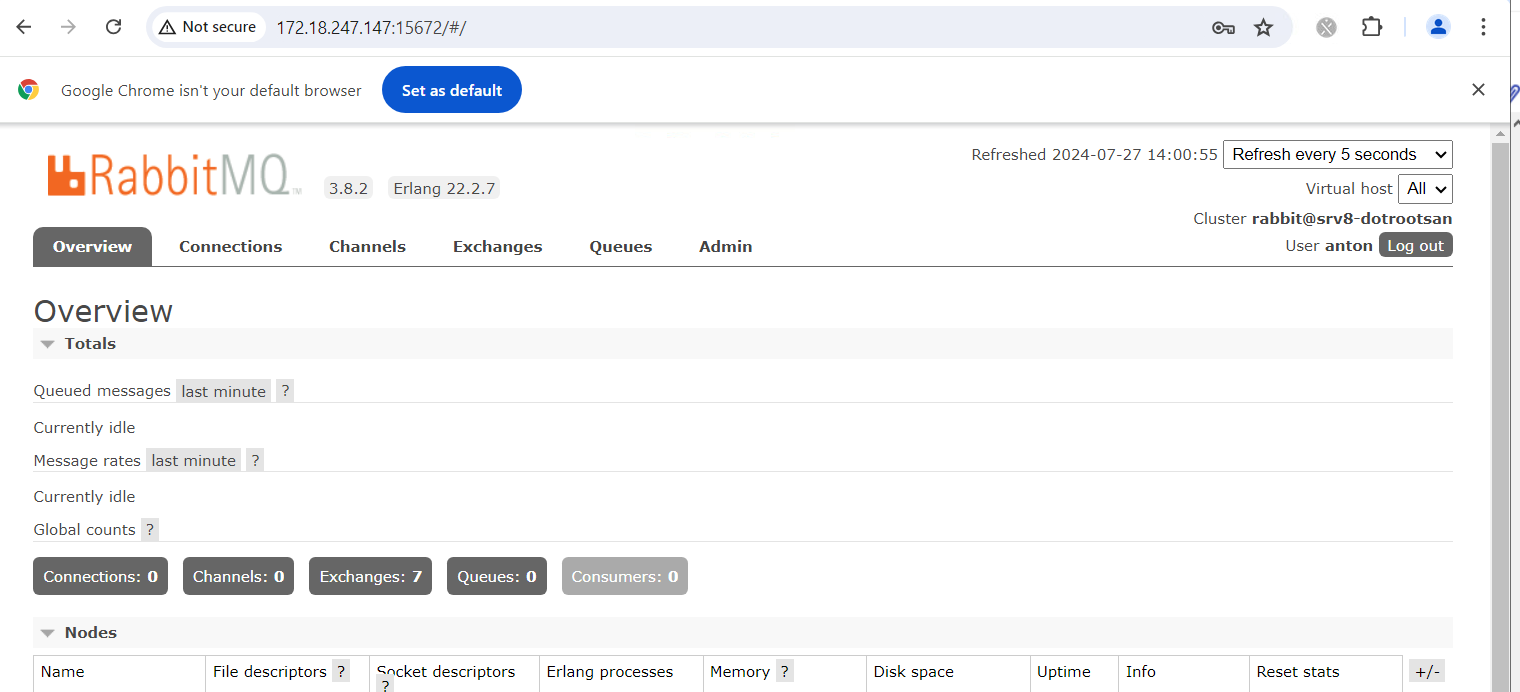 Not secure 172.18.247.147:15672/#/
Google Chrome isn't your default browser Set as default
RabbitMQ TM 3.8.2 Erlang 22.2.7
Refreshed 2024-07-27 14:00:55 Refresh every 5 seconds
Virtual host All
Cluster rabbit@srv8-dotrootsan
User anton Log out
Overview Connections Channels Exchanges Queues Admin
Overview
Totals
Queued messages last minute ?
Currently idle
Message rates last minute ?
Currently idle
Global counts ?
Connections: 0 Channels: 0 Exchanges: 7 Queues: 0 Consumers: 0
Nodes
Name File descriptors ? Socket descriptors ? Erlang processes Memory ? Disk space Uptime Info Reset stats +/-